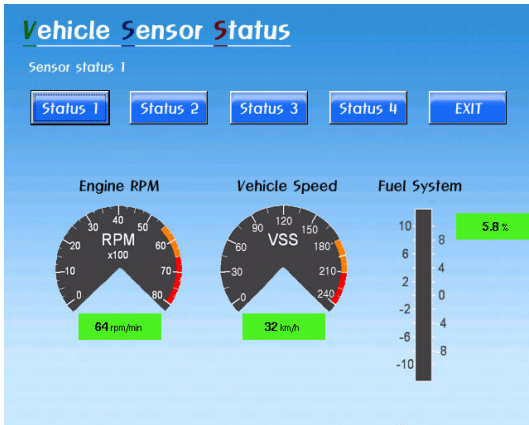 Vehicle Sensor Status
Sensor status 1
Status 1 Status 2 Status 3 Status 4 EXIT
Engine RPM Vehicle Speed Fuel System
0 10 20 30 40 50 60 70 80
RPM
x100
64 rpm/min
0 30 60 90 120 150 180 210 240
VSS
32 km/h
10
8
6
4
2
0
-2
4
-6
8
-10
5.8 %